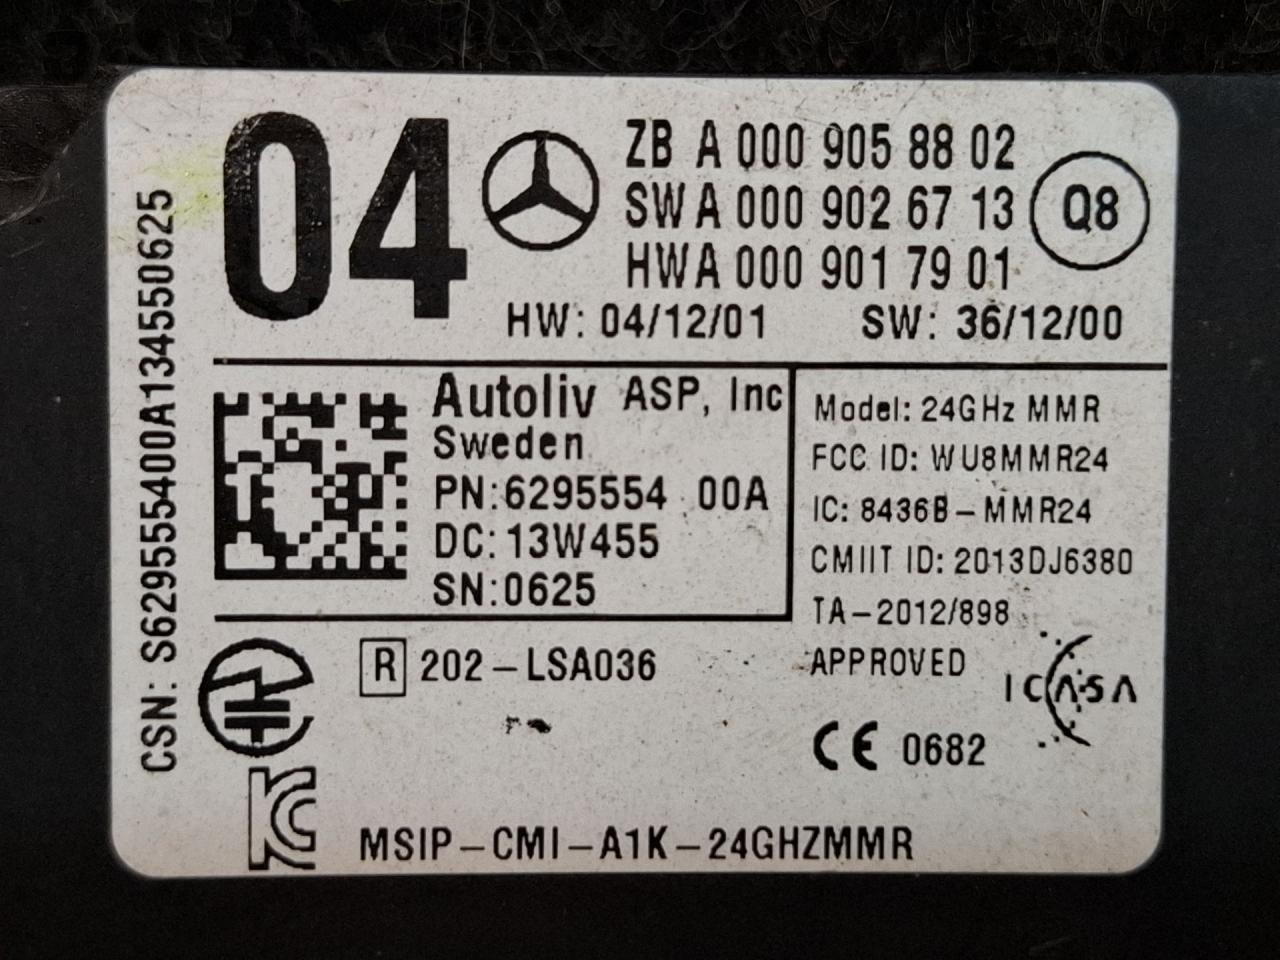 04
ZB A 000 905 88 02
SW A 000 902 67 13
HW A 000 901 79 01
Q8
HW: 04/12/01 SW: 36/12/00
CSN: S629555400A134550625
Autoliv ASP, Inc
Sweden
PN:6295554 00A
DC:13W455
SN:0625
Model: 24GHz MMR
FCC ID: WU8MMR24
IC: 8436B-MMR24
CMIIT ID: 2013DJ6380
TA-2012/898
APPROVED
ICASA
R 202-LSA036
CE 0682
KC
MSIP-CMI-A1K-24GHZMMR